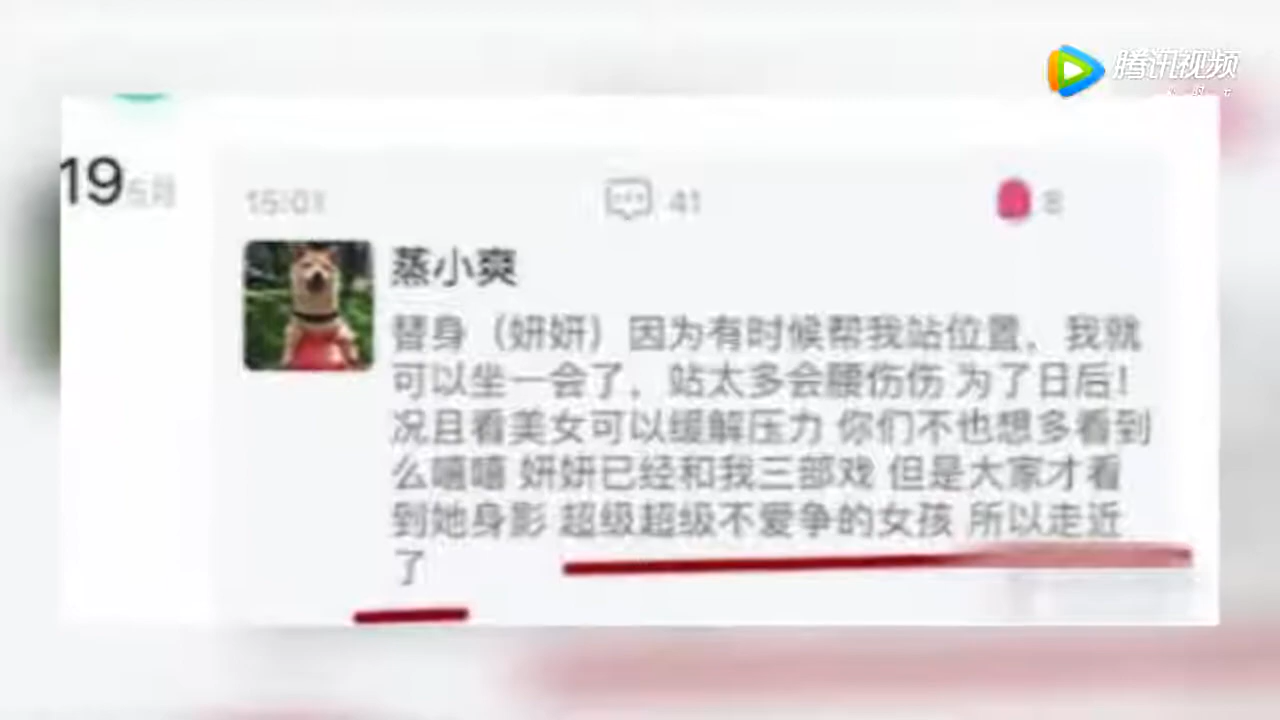 腾讯视频
19 5月
15:01 41 8
蒸小爽
替身（妍妍）因为有时候帮我站位置，我就
可以坐一会了，站太多会腰伤伤 为了日后！
况且看美女可以缓解压力 你们不也想多看到
么嘻嘻 妍妍已经和我三部戏 但是大家才看
到她身影 超级超级不爱争的女孩 所以走近
了